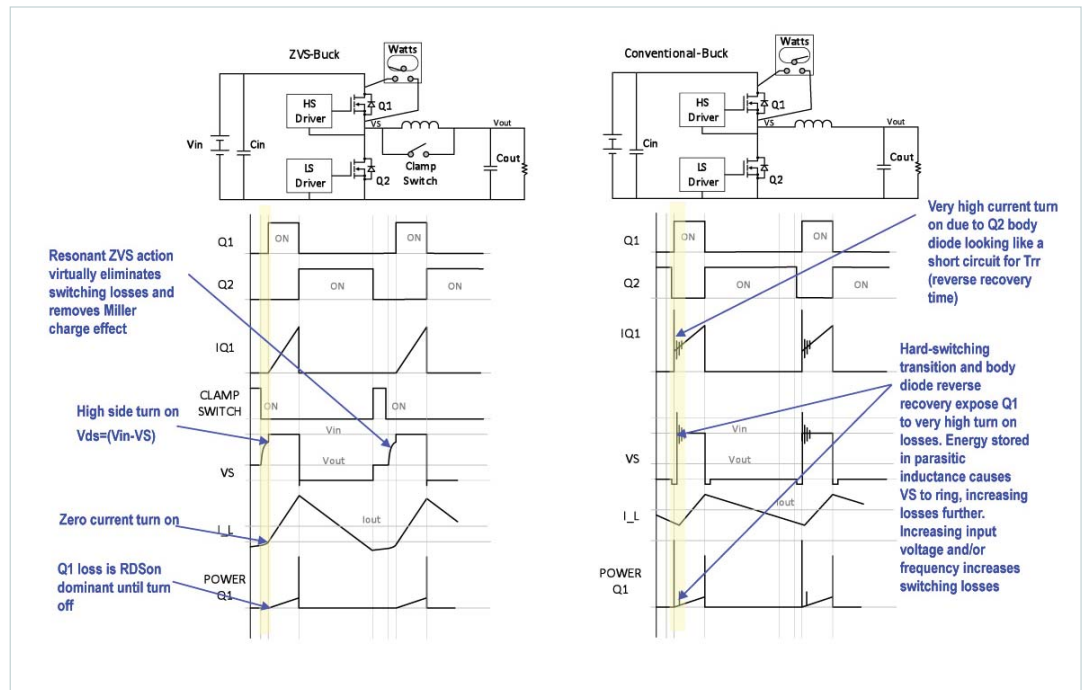 ZVS-Buck
Watts
HS
Driver
Q1
VS
Vout
Vin
Cin
LS
Driver
Q2
Clamp
Switch
Cout
Conventional-Buck
Watts
HS
Driver
Q1
VS
Vout
Vin
Cin
LS
Driver
Q2
Cout
Resonant ZVS action
virtually eliminates
switching losses and
removes Miller
charge effect
High side turn on
Vds=(Vin-VS)
Zero current turn on
Q1 loss is RDSon
dominant until turn
off
Q1
ON
Q2
ON
ON
IQ1
CLAMP
SWITCH
ON
ON
Vin
Vout
VS
Iout
I_L
POWER
Q1
Q1
ON
Q2
ON
ON
IQ1
Vin
VS
Vout
I_L
Iout
POWER
Q1
Very high current turn
on due to Q2 body
diode looking like a
short circuit for Trr
(reverse recovery
time)
Hard-switching
transition and body
diode reverse
recovery expose Q1
to very high turn on
losses. Energy stored
in parasitic
inductance causes
VS to ring, increasing
losses further.
Increasing input
voltage and/or
frequency increases
switching losses